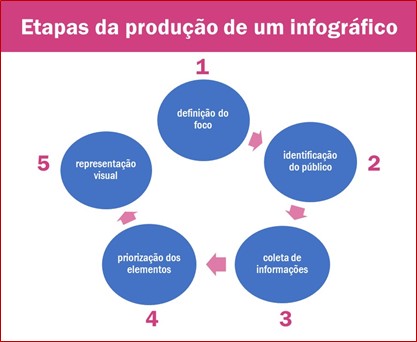 Etapas da produção de um infográfico
1
definição do
foco
identificação
do público
2
coleta de
informações
3
priorização dos
elementos
4
5
representação
visual